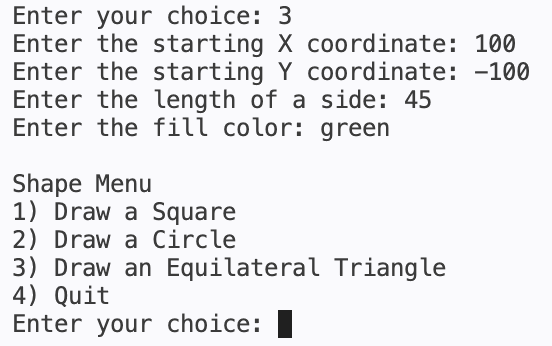 Enter your choice: 3
Enter the starting X coordinate: 100
Enter the starting Y coordinate: -100
Enter the length of a side: 45
Enter the fill color: green
Shape Menu
1) Draw a Square
2) Draw a Circle
3) Draw an Equilateral Triangle
4) Quit
Enter your choice: